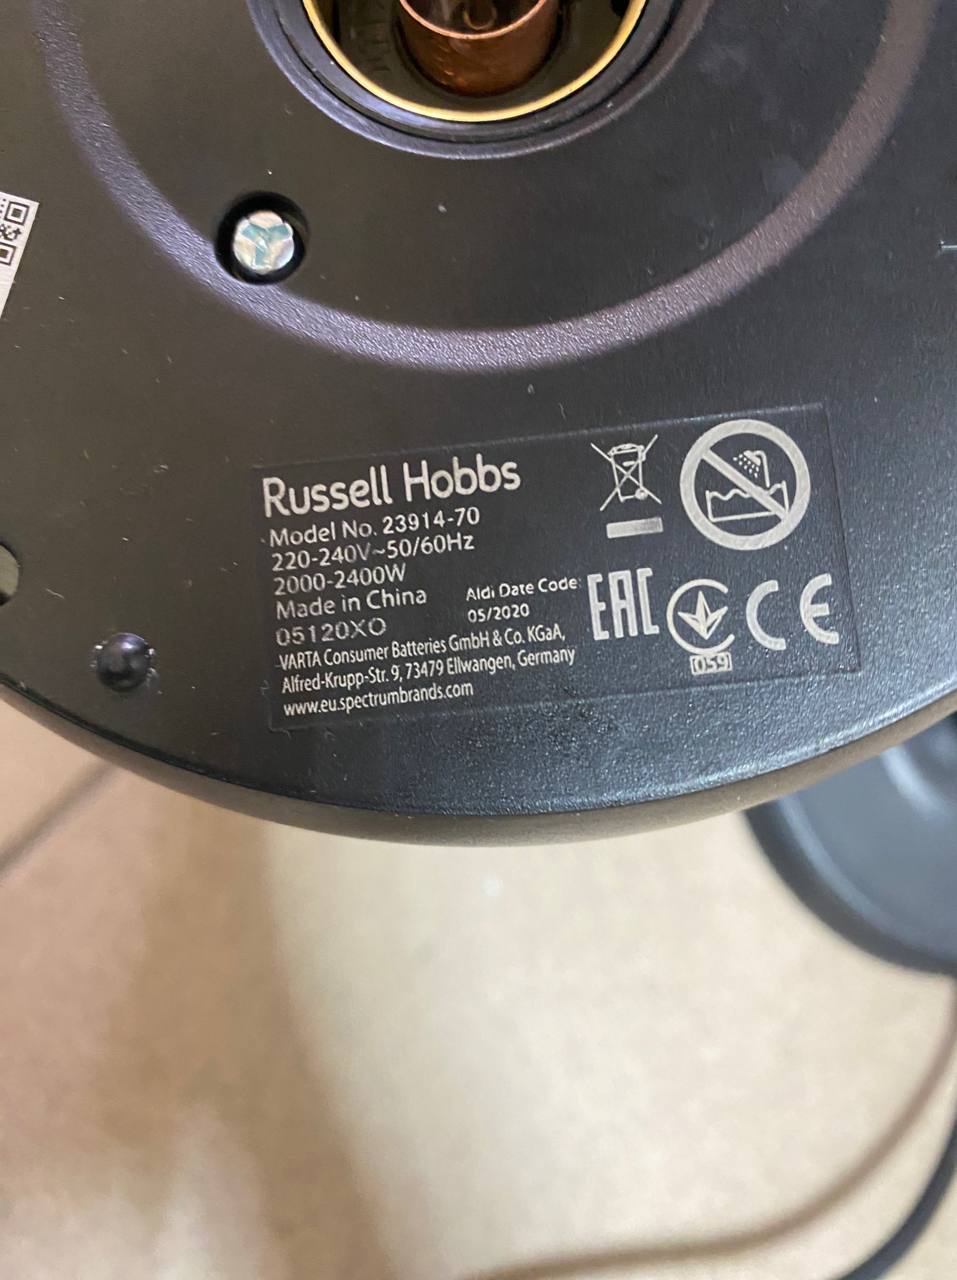 Russell Hobbs
Model No. 23914-70
220-240V~50/60Hz
2000-2400W
Made in China
05120XO
Aldi Date Code:
05/2020
VARTA Consumer Batteries GmbH & Co. KGaA,
Alfred-Krupp-Str. 9, 73479 Ellwangen, Germany
www.eu.spectrumbrands.com
EAC
059
CE